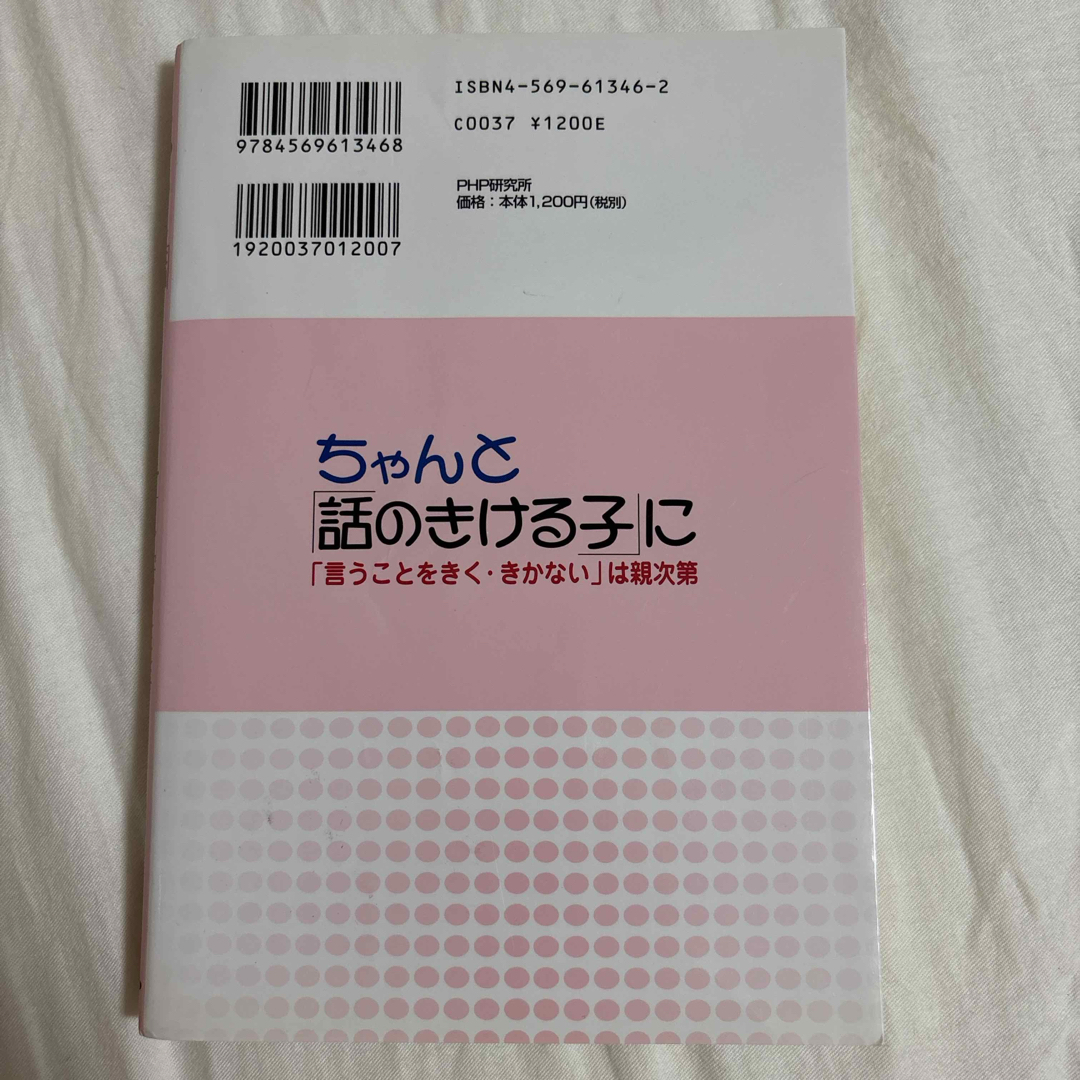 9784569613468
ISBN4-569-61346-2
C0037 ¥1200E
1920037012007
PHP研究所
価格：本体1,200円(税別)
ちゃんと
「話のきける子」に
「言うことをきく・きかない」は親次第